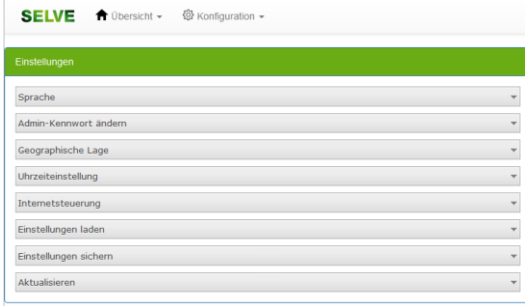 SELVE Übersicht Konfiguration
Einstellungen
Sprache
Admin-Kennwort ändern
Geographische Lage
Uhrzeiteinstellung
Internetsteuerung
Einstellungen laden
Einstellungen sichern
Aktualisieren